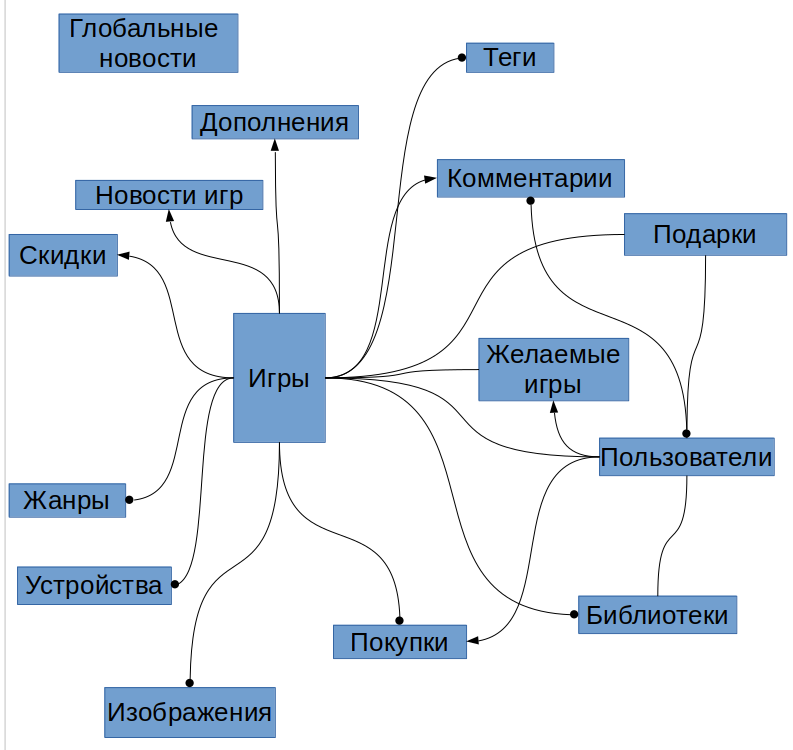 Глобальные
новости
Теги
Дополнения
Комментарии
Новости игр
Подарки
Скидки
Желаемые
игры
Игры
Пользователи
Жанры
Устройства
Библиотеки
Покупки
Изображения